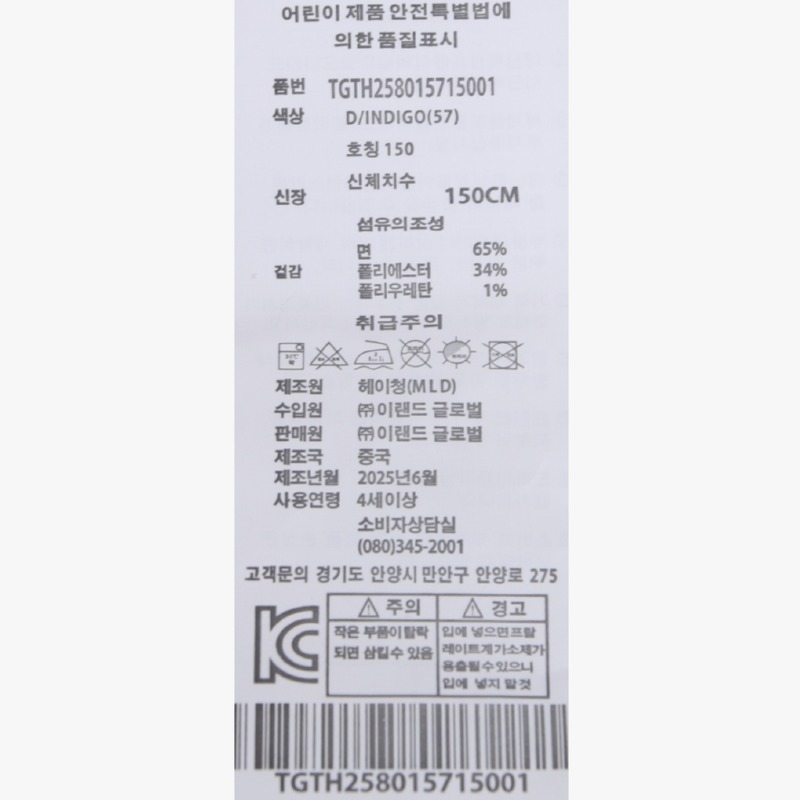 어린이 제품 안전특별법에
의한 품질표시
품번 TGTH258015715001
색상 D/INDIGO(57)
호칭 150
신체치수
신장 150CM
섬유의조성
면 65%
겉감 폴리에스터 34%
폴리우레탄 1%
취급주의
제조원 헤이청(MLD)
수입원 ㈜이랜드 글로벌
판매원 ㈜이랜드 글로벌
제조국 중국
제조년월 2025년6월
사용연령 4세이상
소비자상담실
(080)345-2001
고객문의 경기도 안양시 만안구 안양로 275
주의
작은 부품이탈락
되면 삼킬수 있음
경고
입에 넣으면프탈
레이트계가소제가
용출될수있으니
입에 넣지 말것
TGTH258015715001